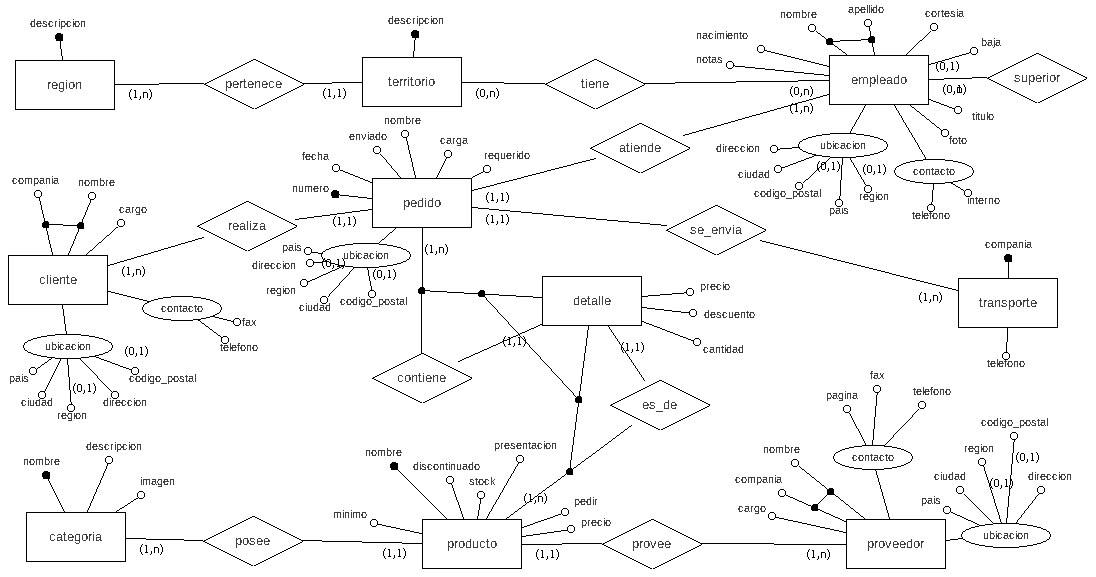 descripcion
region
(1,n)
pertenece
(1,1)
descripcion
territorio
(0,n)
tiene
(0,n)
(1,n)
nombre
apellido
cortesia
nacimiento
notas
baja
empleado
(0,1)
(0,1)
superior
titulo
foto
ubicacion
direccion
ciudad
codigo_postal
(0,1)
(0,1)
pais
region
contacto
telefono
interno
atiende
nombre
enviado
carga
fecha
requerido
numero
pedido
(1,1)
(1,1)
(1,1)
(1,n)
ubicacion
pais
direccion
(0,1)
region
ciudad
(0,1)
codigo_postal
realiza
compania
nombre
cargo
cliente
(1,n)
contacto
fax
telefono
ubicacion
(0,1)
pais
ciudad
region
(0,1)
direccion
codigo_postal
se_envia
(1,n)
compania
transporte
telefono
detalle
precio
descuento
cantidad
(1,1)
(1,1)
contiene
es_de
nombre
descripcion
imagen
categoria
(1,n)
posee
(1,1)
nombre
discontinuado
stock
presentacion
minimo
(1,n)
pedir
precio
producto
(1,1)
provee
(1,n)
nombre
compania
cargo
proveedor
pagina
fax
telefono
contacto
codigo_postal
region
(0,1)
ciudad
(0,1)
direccion
pais
ubicacion